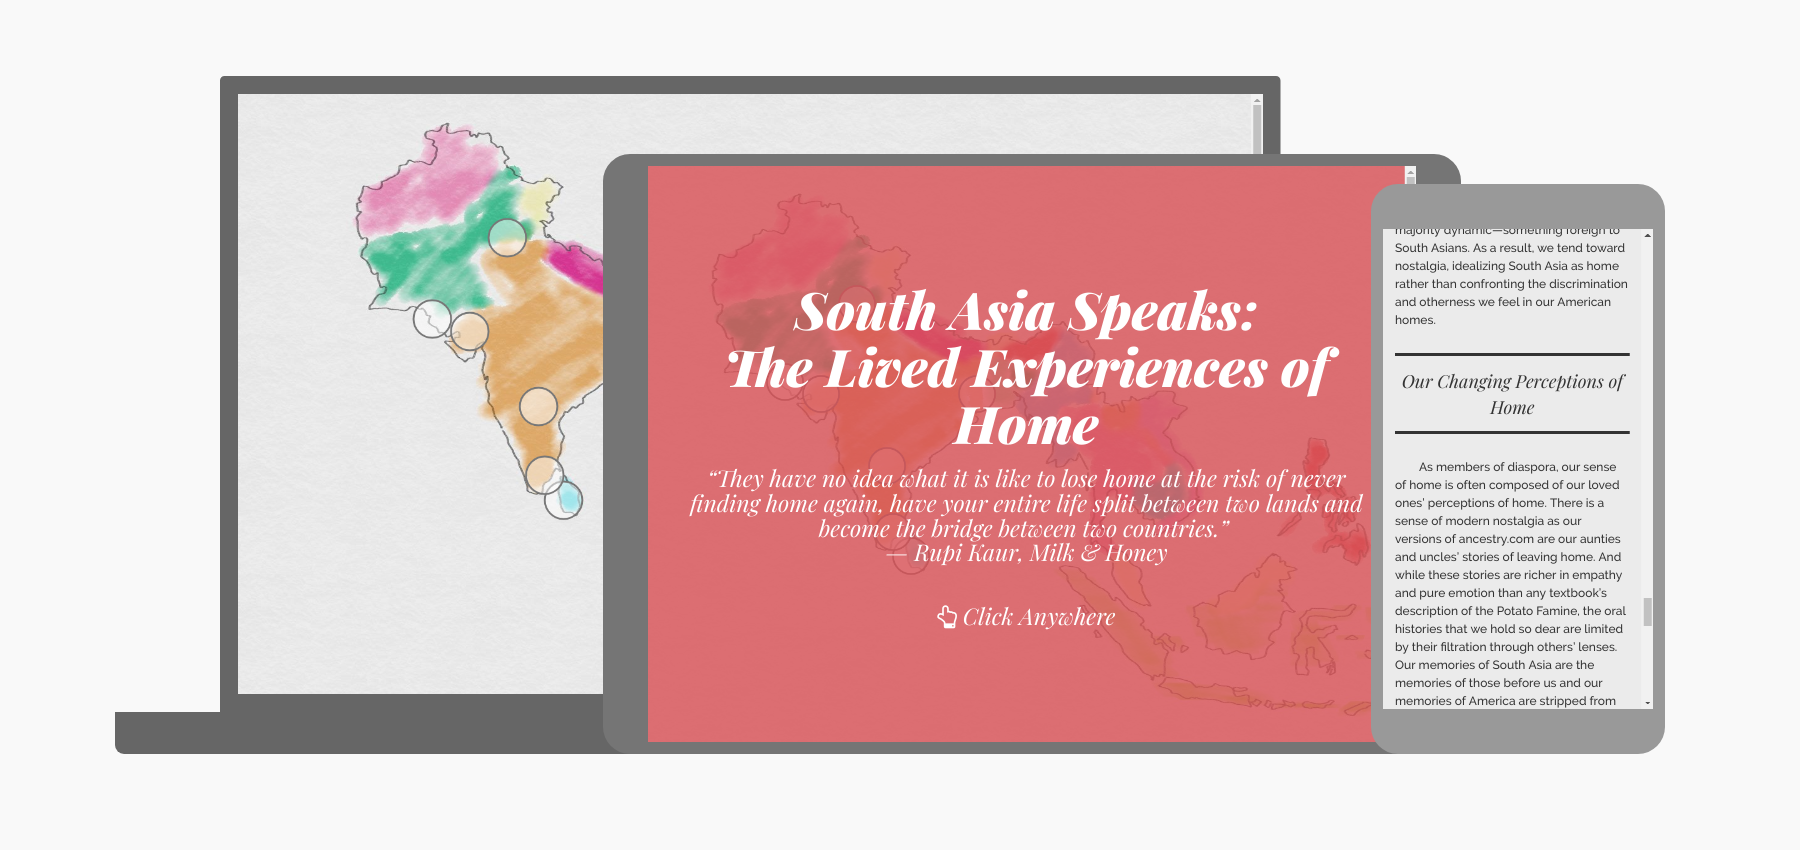 South Asia Speaks:
The Lived Experiences of
Home
“They have no idea what it is like to lose home at the risk of never
finding home again, have your entire life split between two lands and
become the bridge between two countries.”
— Rupi Kaur, Milk & Honey
Click Anywhere
majority dynamic—something foreign to
South Asians. As a result, we tend toward
nostalgia, idealizing South Asia as home
rather than confronting the discrimination
and otherness we feel in our American
homes.
Our Changing Perceptions of
Home
As members of diaspora, our sense
of home is often composed of our loved
ones' perceptions of home. There is a
sense of modern nostalgia as our
versions of ancestry.com are our aunties
and uncles' stories of leaving home. And
while these stories are richer in empathy
and pure emotion than any textbook's
description of the Potato Famine, the oral
histories that we hold so dear are limited
by their filtration through others' lenses.
Our memories of South Asia are the
memories of those before us and our
memories of America are stripped from